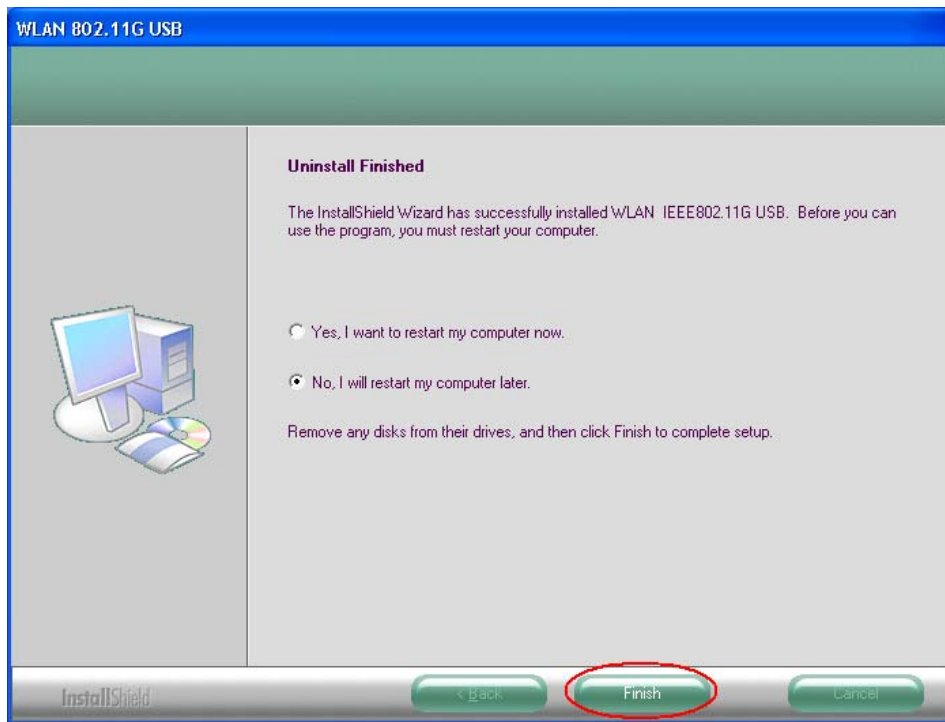 WLAN 802.11G USB
Uninstall Finished
The InstallShield Wizard has successfully installed WLAN IEEE802.11G USB. Before you can
use the program, you must restart your computer.
Yes, I want to restart my computer now.
No, I will restart my computer later.
Remove any disks from their drives, and then click Finish to complete setup.
InstallShield
< Back
Finish
Cancel